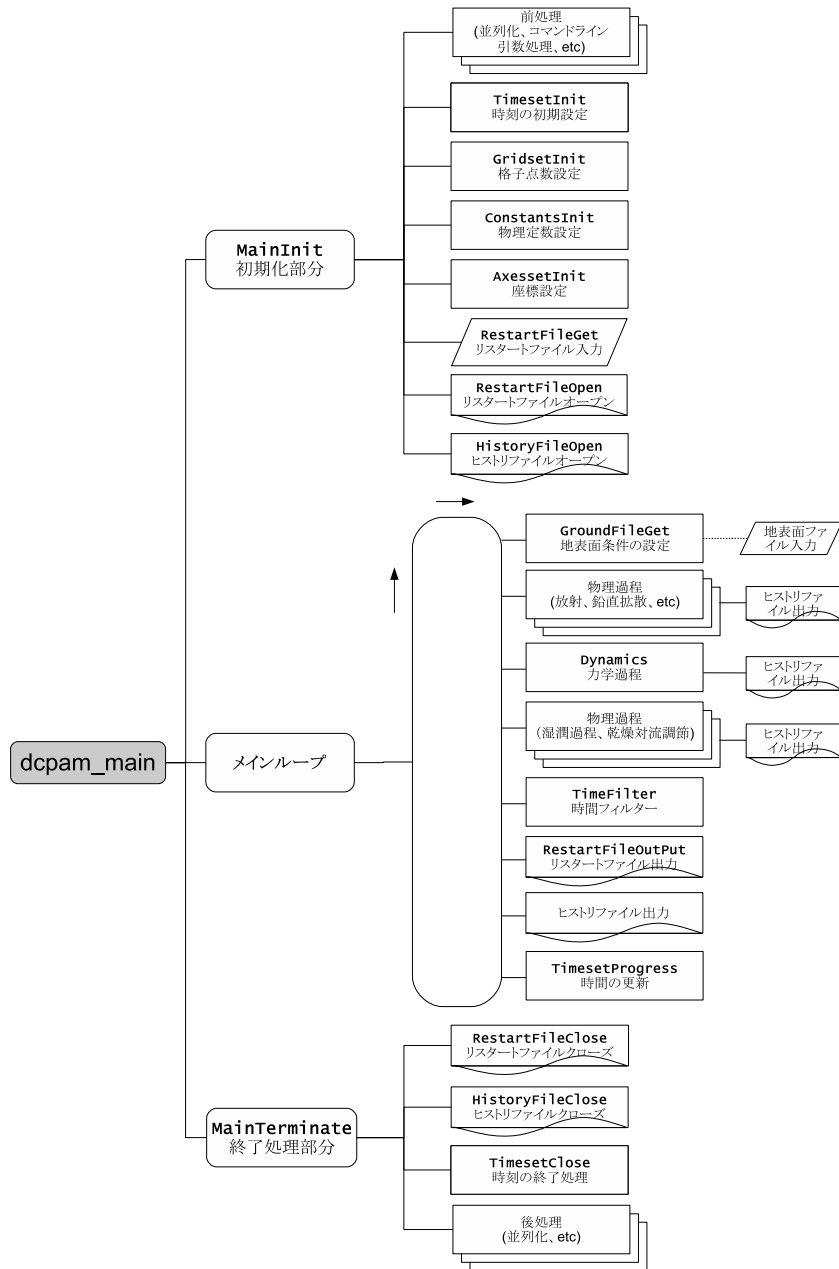 dcpam_main
MainInit
初期化部分
前処理
(並列化、コマンドライン
引数処理、etc)
TimesetInit
時刻の初期設定
GridsetInit
格子点数設定
ConstantsInit
物理定数設定
AxessetInit
座標設定
RestartFileGet
リスタートファイル入力
RestartFileOpen
リスタートファイルオープン
HistoryFileOpen
ヒストリファイルオープン
メインループ
GroundFileGet
地表面条件の設定
地表面ファ
イル入力
物理過程
(放射、鉛直拡散、etc)
ヒストリファ
イル出力
Dynamics
力学過程
ヒストリファ
イル出力
物理過程
(湿潤過程、乾燥対流調節)
ヒストリファ
イル出力
TimeFilter
時間フィルター
RestartFileOutPut
リスタートファイル出力
ヒストリファイル出力
TimesetProgress
時間の更新
MainTerminate
終了処理部分
RestartFileClose
リスタートファイルクローズ
HistoryFileClose
ヒストリファイルクローズ
TimesetClose
時刻の終了処理
後処理
(並列化、etc)